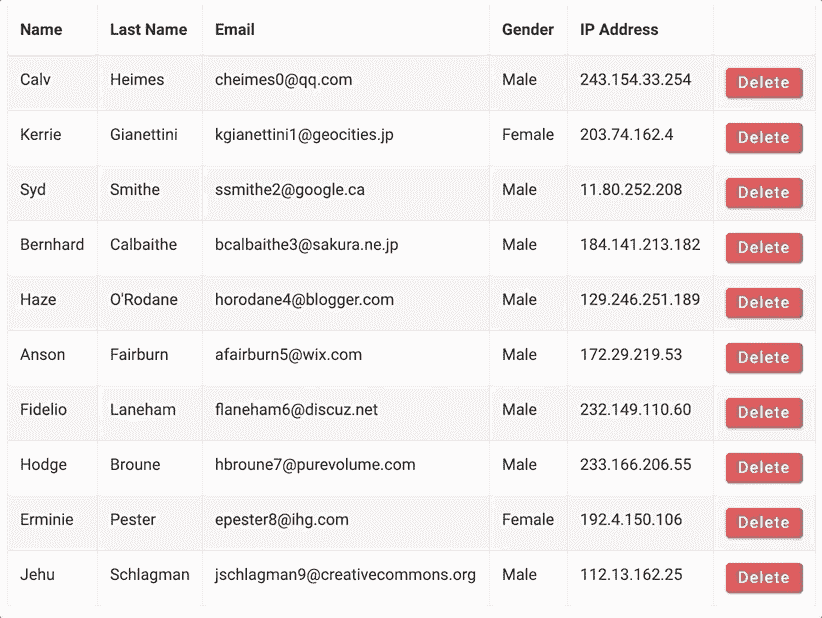 Name Last Name Email Gender IP Address
Calv Heimes cheimes0@qq.com Male 243.154.33.254 Delete
Kerrie Gianettini kgianettini1@geocities.jp Female 203.74.162.4 Delete
Syd Smithe ssmithe2@google.ca Male 11.80.252.208 Delete
Bernhard Calbaithe bcalbaithe3@sakura.ne.jp Male 184.141.213.182 Delete
Haze O'Rodane horodane4@blogger.com Male 129.246.251.189 Delete
Anson Fairburn afairburn5@wix.com Male 172.29.219.53 Delete
Fidelio Laneham flaneham6@discuz.net Male 232.149.110.60 Delete
Hodge Broune hbroune7@purevolume.com Male 233.166.206.55 Delete
Erminie Pester epester8@ihg.com Female 192.4.150.106 Delete
Jehu Schlagman jschlagman9@creativecommons.org Male 112.13.162.25 Delete